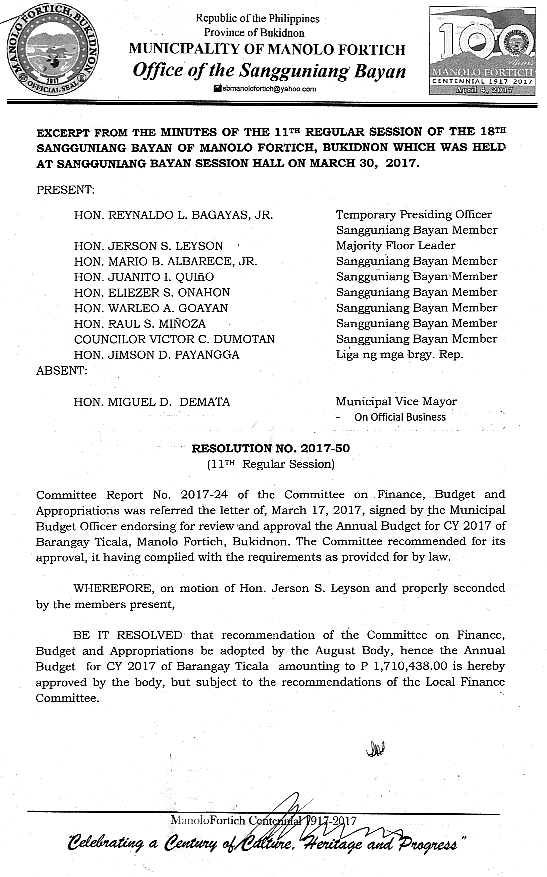 MANOLO FORTICH, BUKIDNON
1917
OFFICIAL SEAL
Republic of the Philippines
Province of Bukidnon
MUNICIPALITY OF MANOLO FORTICH
Office of the Sangguniang Bayan
sbmanolofortich@yahoo.com
100
MANOLO FORTICH
CENTENNIAL 1917 2017
April 4, 2017
EXCERPT FROM THE MINUTES OF THE 11TH REGULAR SESSION OF THE 18TH
SANGGUNIANG BAYAN OF MANOLO FORTICH, BUKIDNON WHICH WAS HELD
AT SANGGUNIANG BAYAN SESSION HALL ON MARCH 30, 2017.
PRESENT:
HON. REYNALDO L. BAGAYAS, JR. Temporary Presiding Officer
Sangguniang Bayan Member
HON. JERSON S. LEYSON Majority Floor Leader
HON. MARIO B. ALBARECE, JR. Sangguniang Bayan Member
HON. JUANITO I. QUIñO Sangguniang Bayan Member
HON. ELIEZER S. ONAHON Sangguniang Bayan Member
HON. WARLEO A. GOAYAN Sangguniang Bayan Member
HON. RAUL S. MIÑOZA Sangguniang Bayan Member
COUNCILOR VICTOR C. DUMOTAN Sangguniang Bayan Member
HON. JIMSON D. PAYANGGA Liga ng mga brgy. Rep.
ABSENT:
HON. MIGUEL D. DEMATA Municipal Vice Mayor
- On Official Business
RESOLUTION NO. 2017-50
(11TH Regular Session)
Committee Report No. 2017-24 of the Committee on Finance, Budget and
Appropriations was referred the letter of, March 17, 2017, signed by the Municipal
Budget Officer endorsing for review and approval the Annual Budget for CY 2017 of
Barangay Ticala, Manolo Fortich, Bukidnon. The Committee recommended for its
approval, it having complied with the requirements as provided for by law.
WHEREFORE, on motion of Hon. Jerson S. Leyson and properly seconded
by the members present,
BE IT RESOLVED that recommendation of the Committee on Finance,
Budget and Appropriations be adopted by the August Body, hence the Annual
Budget for CY 2017 of Barangay Ticala amounting to P 1,710,438.00 is hereby
approved by the body, but subject to the recommendations of the Local Finance
Committee.
ManoloFortich Centennial 1917-2017
"Celebrating a Century of Culture, Heritage and Progress"